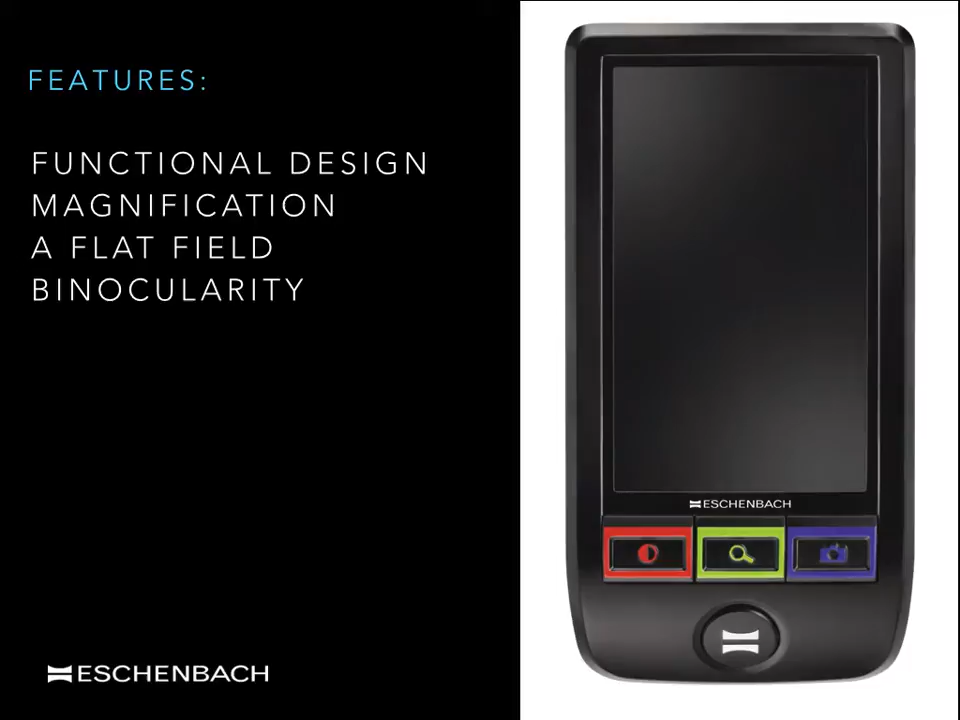 FEATURES:
FUNCTIONAL DESIGN
MAGNIFICATION
A FLAT FIELD
BINOCULARITY
ESCHENBACH
ESCHENBACH